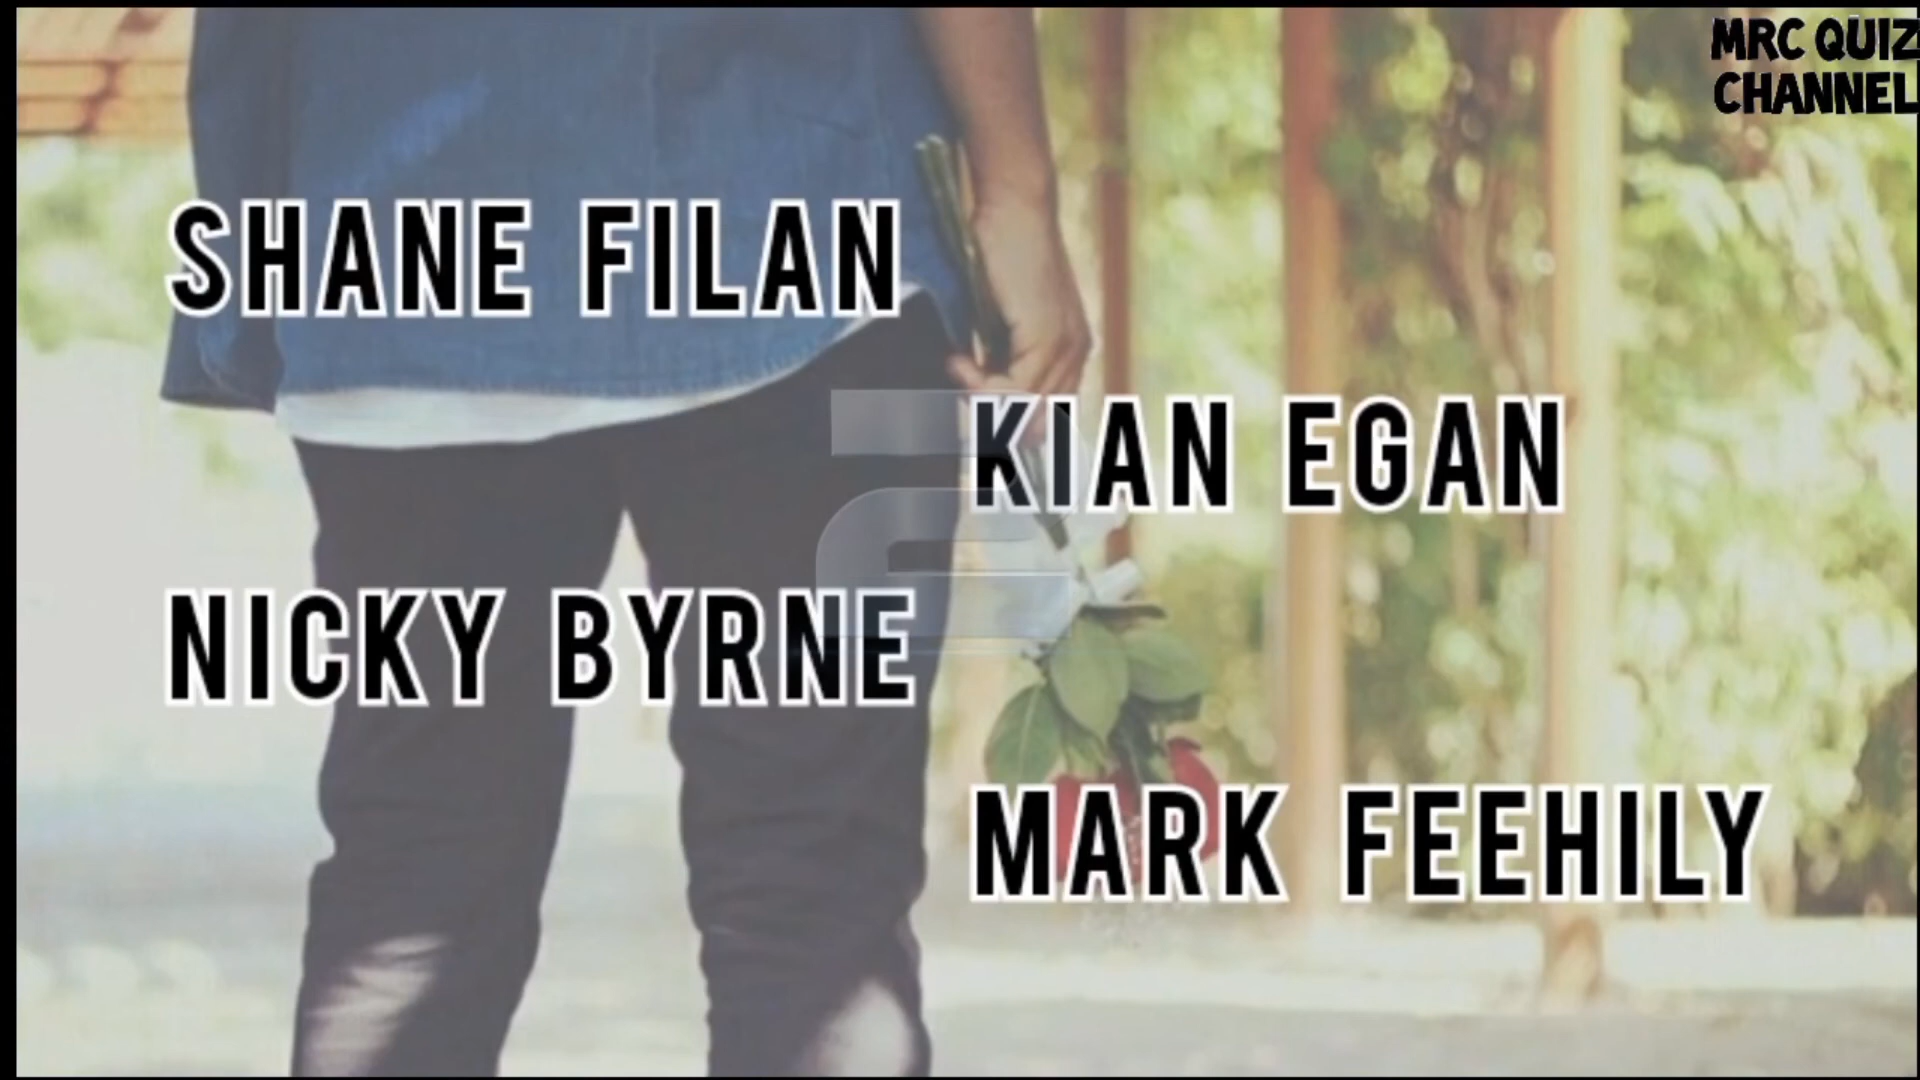 MRC QUIZ
CHANNEL
SHANE FILAN
KIAN EGAN
NICKY BYRNE
MARK FEEHILY